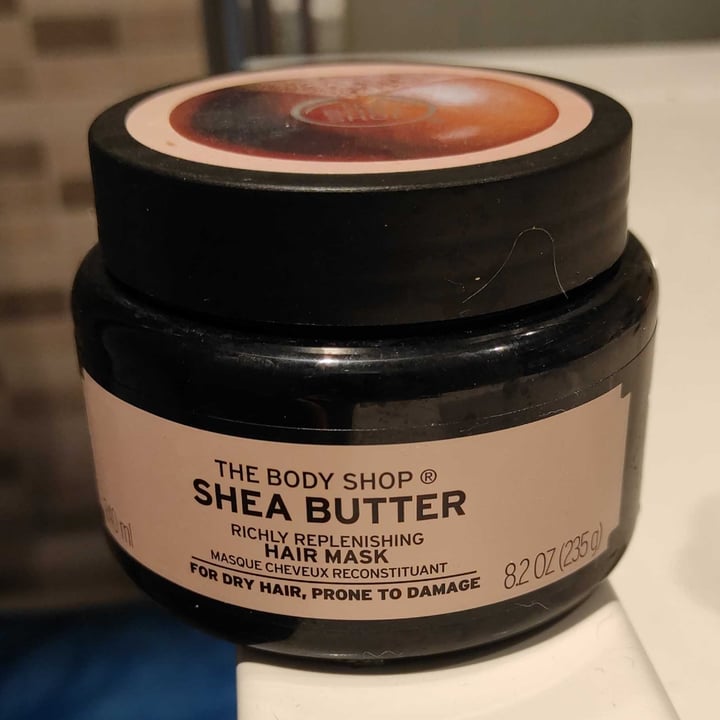 THE BODY SHOP ®
SHEA BUTTER
RICHLY REPLENISHING
HAIR MASK
MASQUE CHEVEUX RECONSTITUANT
FOR DRY HAIR, PRONE TO DAMAGE
8.2 OZ (235 g)
ml